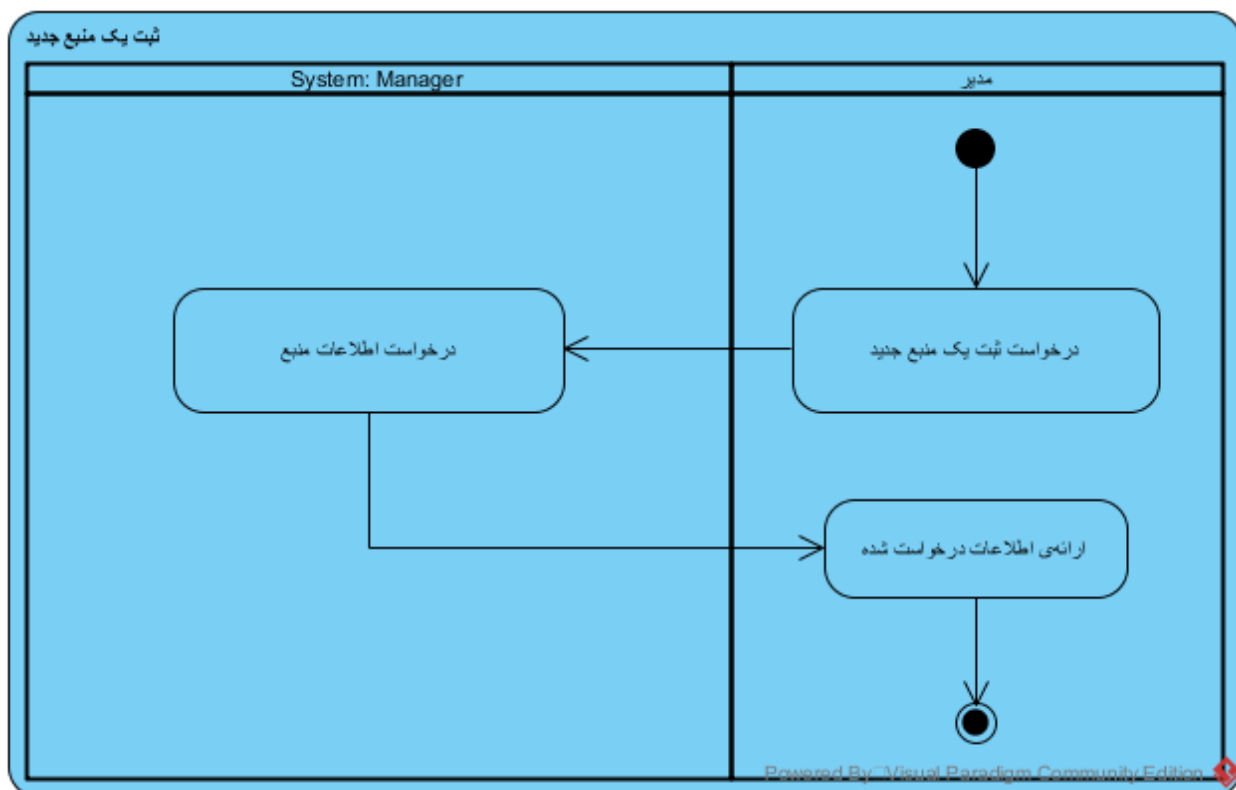 ثبت یک منبع جدید
System: Manager
مدیر
درخواست ثبت یک منبع جدید
درخواست اطلاعات منبع
ارائه‌ی اطلاعات درخواست شده
Powered By Visual Paradigm Community Edition